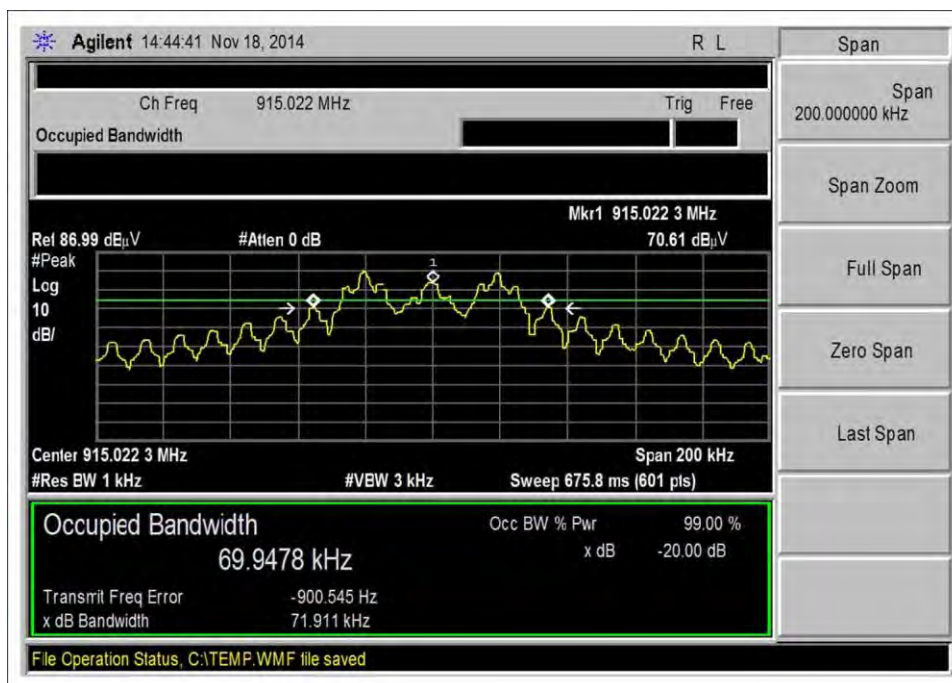 Agilent 14:44:41 Nov 18, 2014 R L
Span
Ch Freq 915.022 MHz Trig Free
Occupied Bandwidth
Span
200.000000 kHz
Span Zoom
Full Span
Zero Span
Last Span
Mkr1 915.022 3 MHz
Ref 86.99 dBµV #Atten 0 dB 70.61 dBµV
#Peak
Log
10
dB/
1
Center 915.022 3 MHz Span 200 kHz
#Res BW 1 kHz #VBW 3 kHz Sweep 675.8 ms (601 pts)
Occupied Bandwidth
69.9478 kHz
Occ BW % Pwr 99.00 %
x dB -20.00 dB
Transmit Freq Error -900.545 Hz
x dB Bandwidth 71.911 kHz
File Operation Status, C:\TEMP.WMF file saved